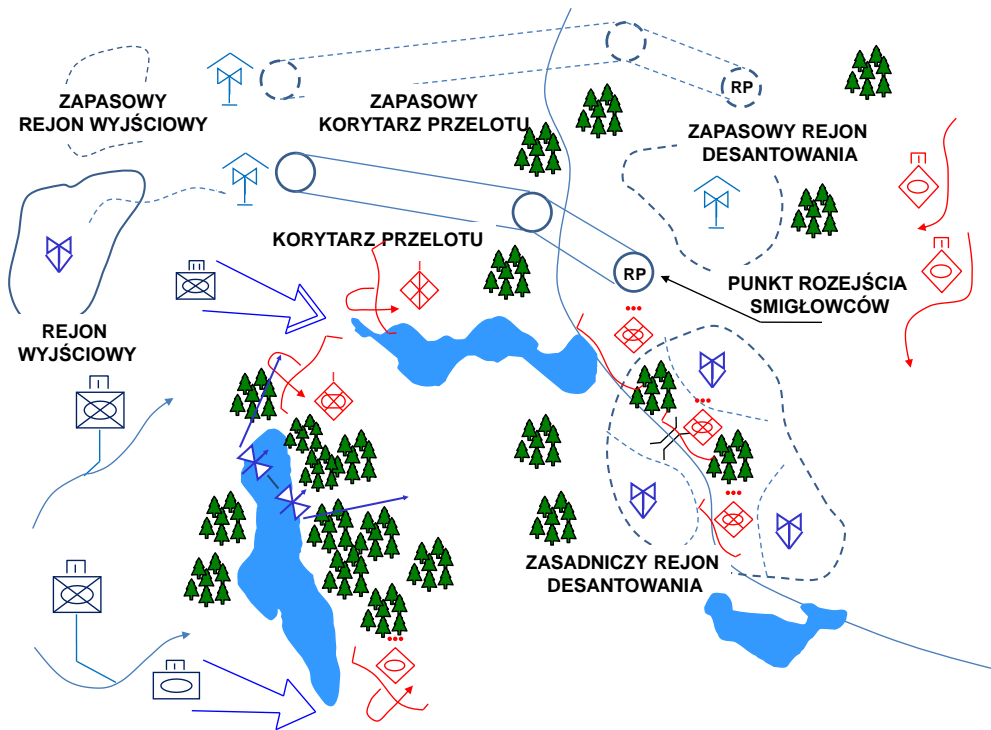 RP
ZAPASOWY
REJON WYJŚCIOWY
ZAPASOWY
KORYTARZ PRZELOTU
ZAPASOWY REJON
DESANTOWANIA
KORYTARZ PRZELOTU
RP
PUNKT ROZEJŚCIA
SMIGŁOWCÓW
REJON
WYJŚCIOWY
ZASADNICZY REJON
DESANTOWANIA